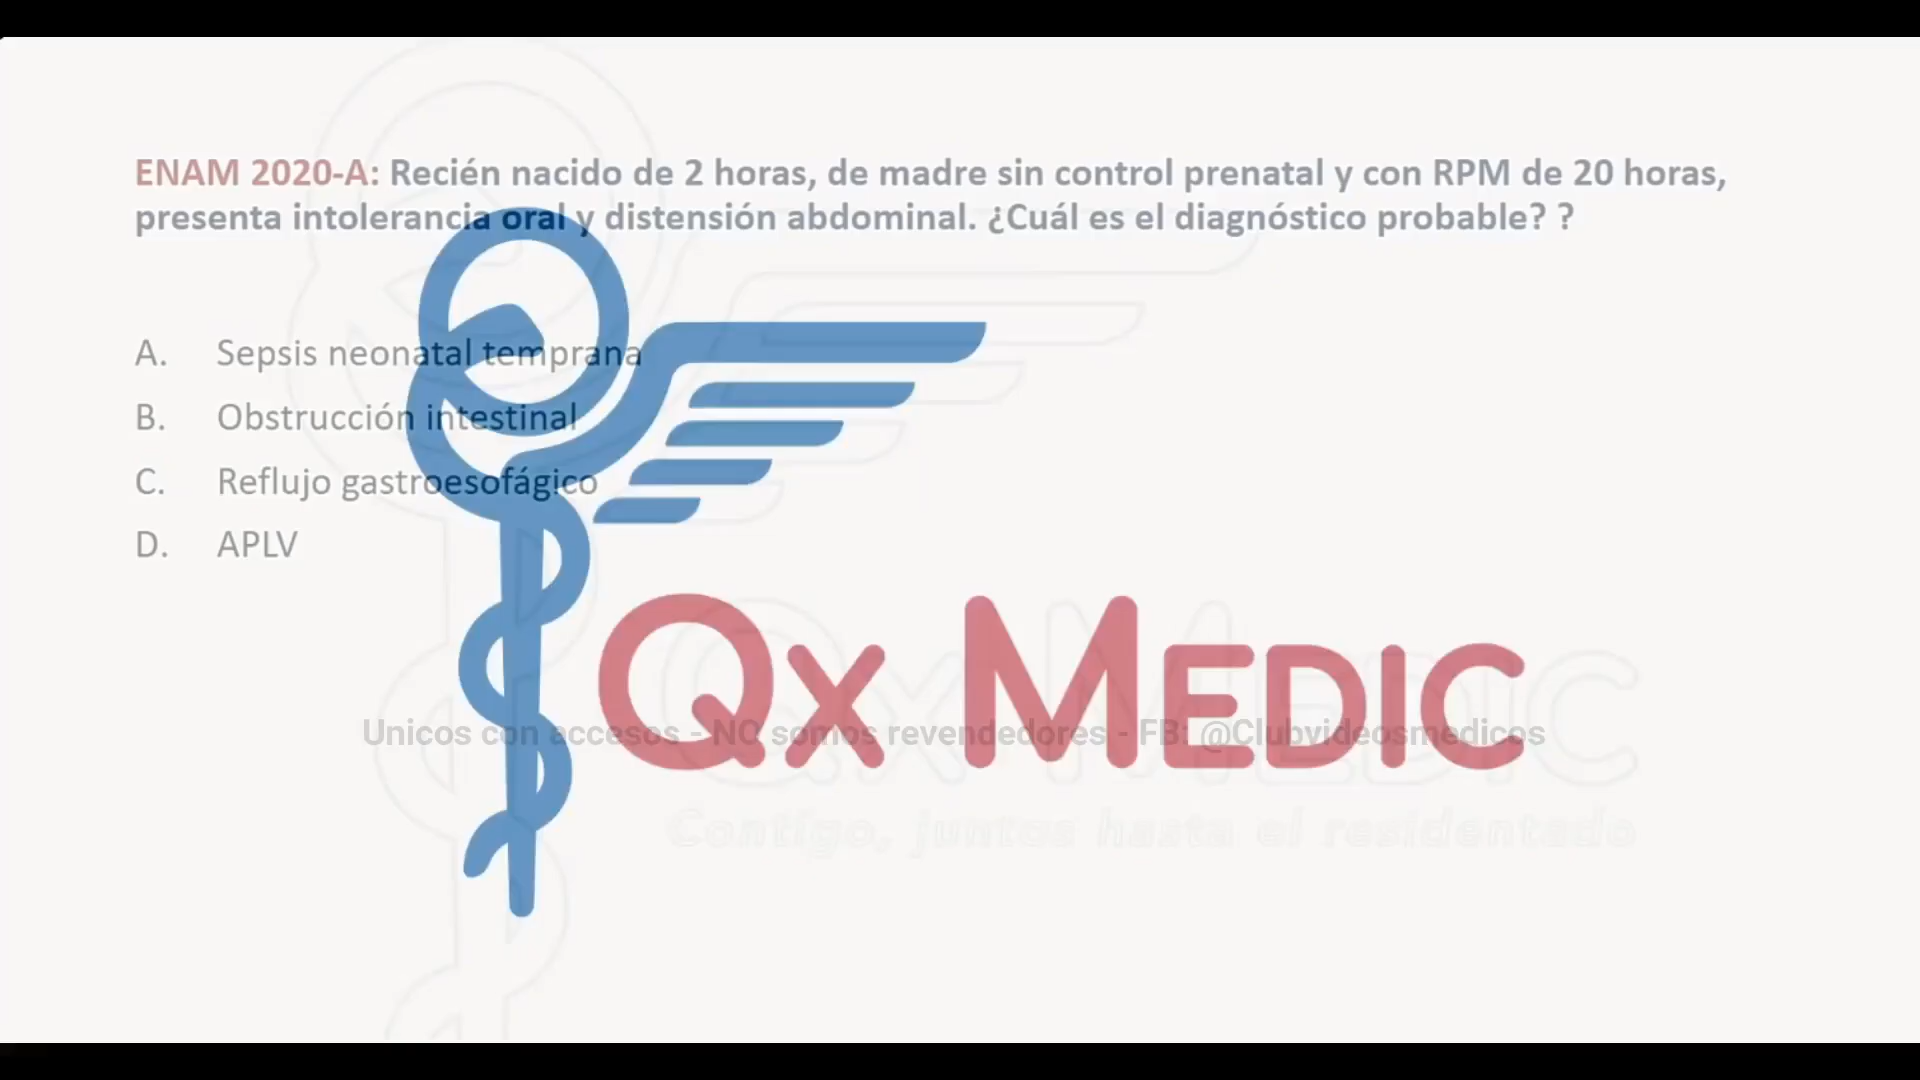 ENAM 2020-A: Recién nacido de 2 horas, de madre sin control prenatal y con RPM de 20 horas,
presenta intolerancia oral y distensión abdominal. ¿Cuál es el diagnóstico probable? ?
A. Sepsis neonatal temprana
B. Obstrucción intestinal
C. Reflujo gastroesofágico
D. APLV
QX MEDIC
Unicos con accesos - NO somos revendedores - FB: @Clubvideosmedicos
Contigo, juntos hasta el residentado